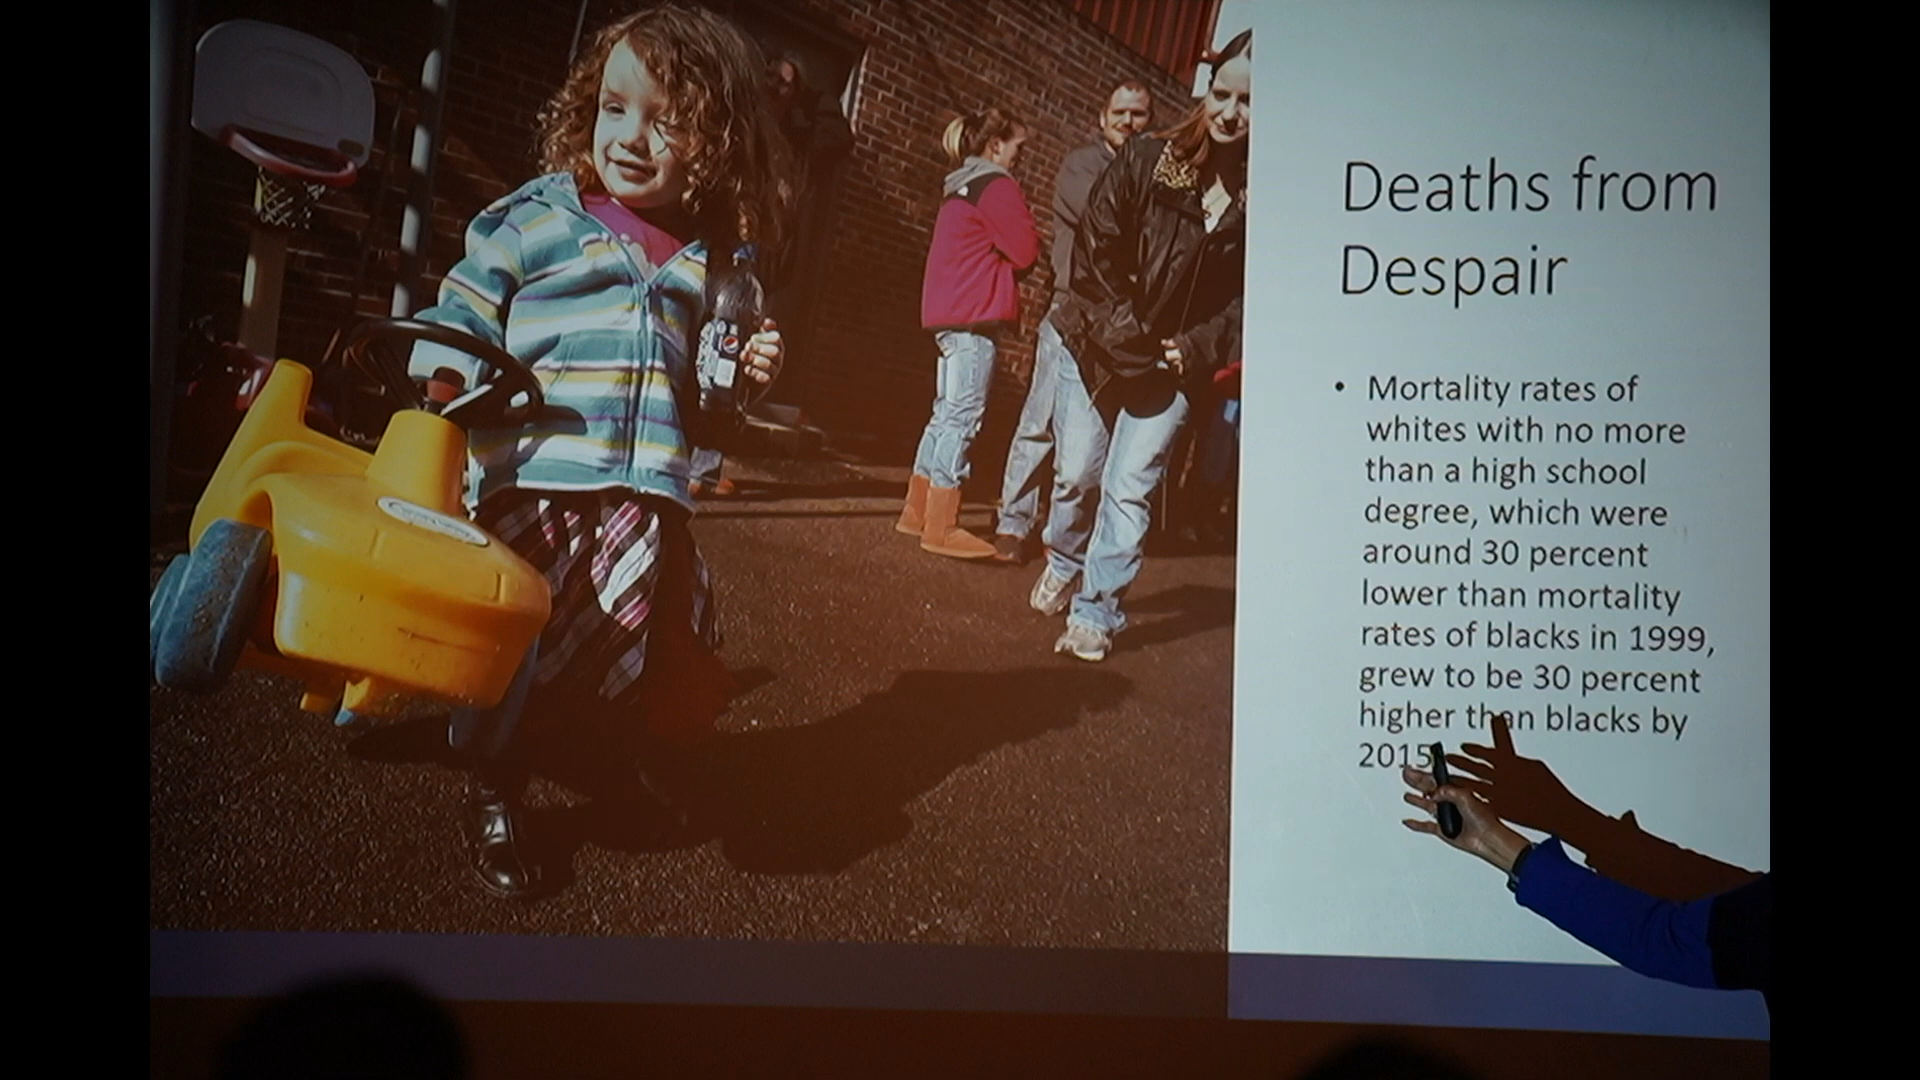 Deaths from
Despair
• Mortality rates of
whites with no more
than a high school
degree, which were
around 30 percent
lower than mortality
rates of blacks in 1999,
grew to be 30 percent
higher than blacks by
2015